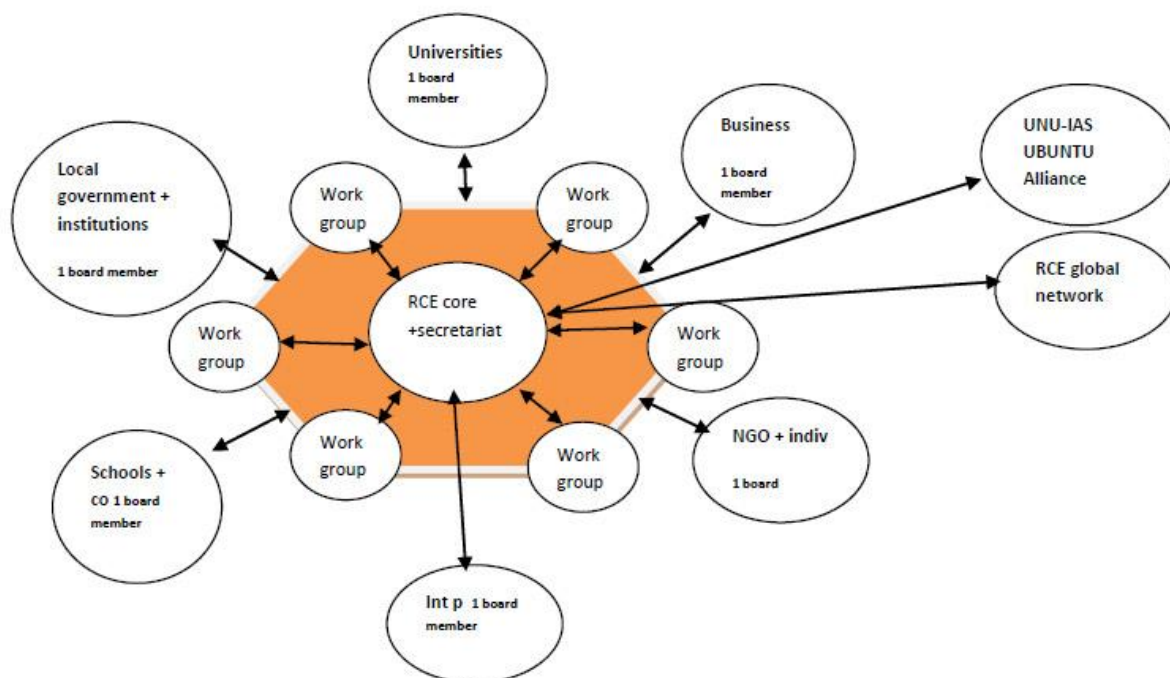 Universities
1 board
member
Business
1 board
member
UNU-IAS
UBUNTU
Alliance
Local
government +
institutions
1 board member
Work
group
Work
group
RCE global
network
RCE core
+secretariat
Work
group
Work
group
Work
group
Work
group
NGO + indiv
1 board
Schools +
CO 1 board
member
Int p 1 board
member